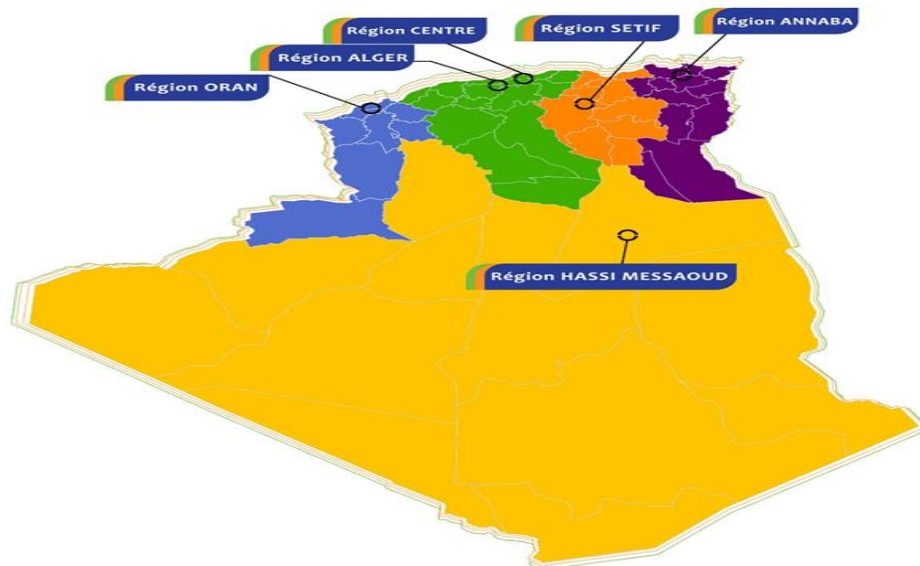 Région CENTRE
Région SETIF
Région ANNABA
Région ALGER
Région ORAN
Région HASSI MESSAOUD